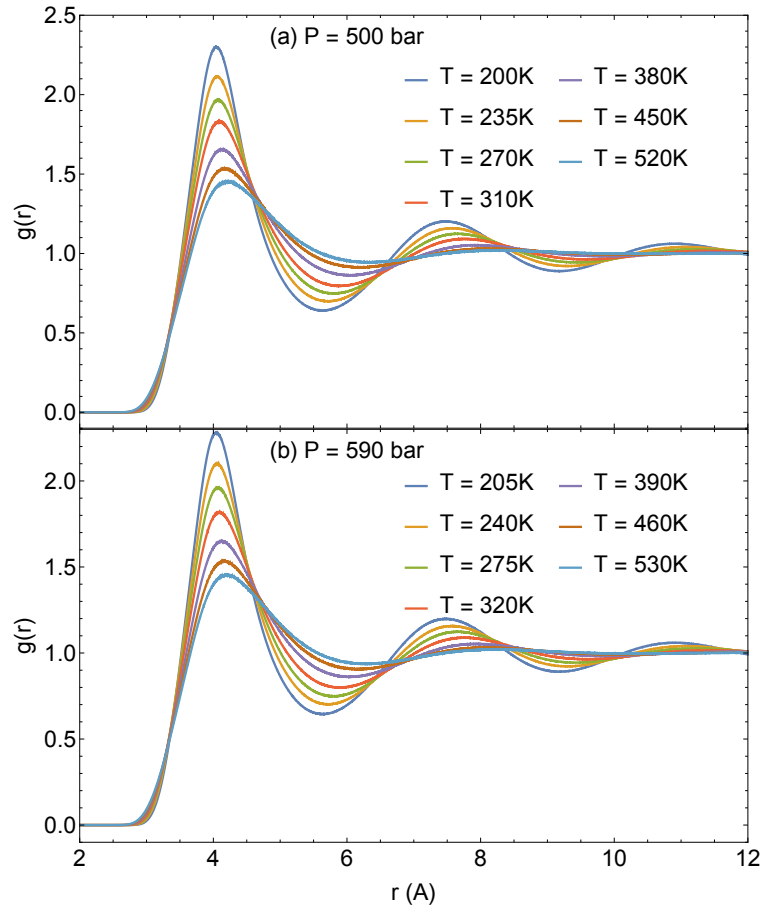 (a) P = 500 bar
T = 200K T = 380K
T = 235K T = 450K
T = 270K T = 520K
T = 310K
2.5
2.0
1.5
1.0
0.5
0.0
g(r)
(b) P = 590 bar
T = 205K T = 390K
T = 240K T = 460K
T = 275K T = 530K
T = 320K
2.0
1.5
1.0
0.5
0.0
g(r)
2 4 6 8 10 12
r (A)